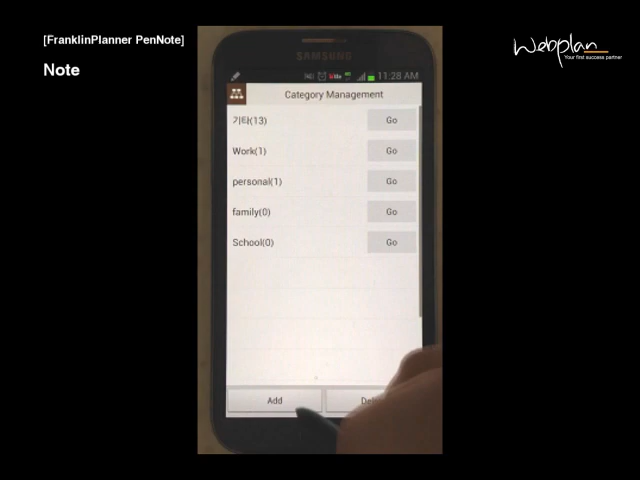 [FranklinPlanner PenNote]
Note
Webplan
Your first success partner
SAMSUNG
11:28 AM
Category Management
기타(13) Go
Work(1) Go
personal(1) Go
family(0) Go
School(0) Go
Add